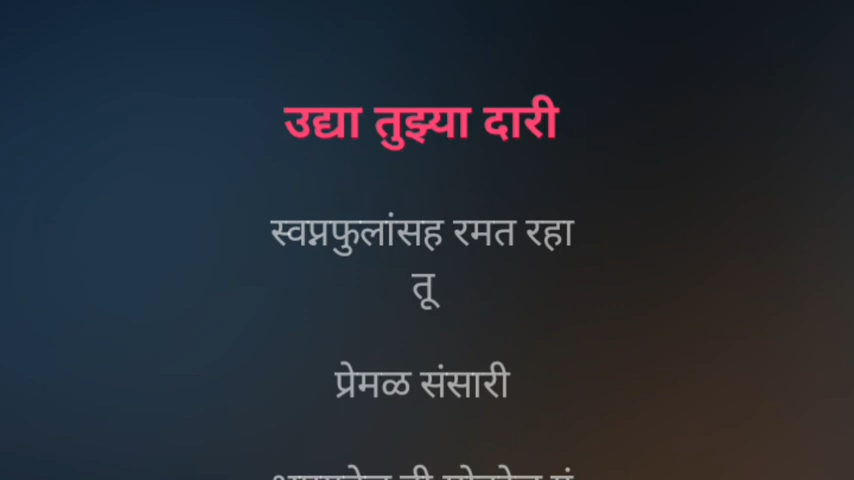 उद्या तुझ्या दारी
स्वप्नफुलांसह रमत रहा
तू
प्रेमळ संसारी